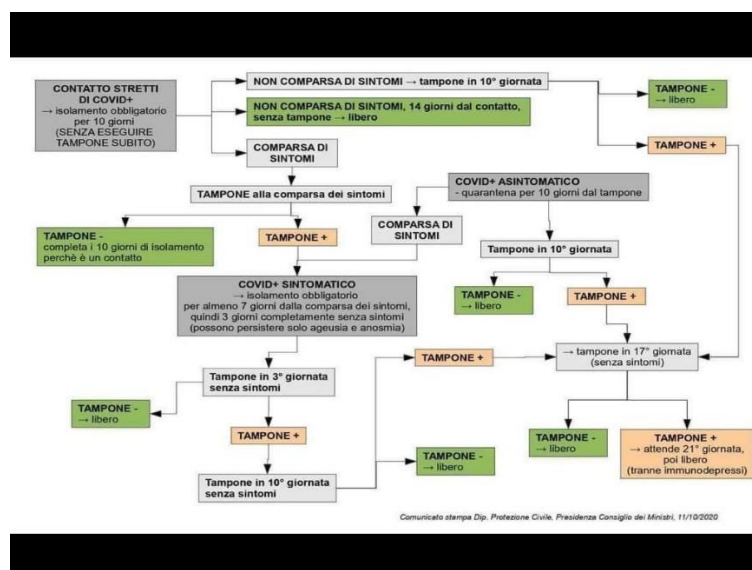 CONTATTO STRETTI
DI COVID+
→ isolamento obbligatorio
per 10 giorni
(SENZA ESEGUIRE
TAMPONE SUBITO)
NON COMPARSA DI SINTOMI → tampone in 10° giornata
NON COMPARSA DI SINTOMI, 14 giorni dal contatto,
senza tampone → libero
COMPARSA DI
SINTOMI
TAMPONE -
→ libero
TAMPONE +
TAMPONE alla comparsa dei sintomi
COVID+ ASINTOMATICO
- quarantena per 10 giorni dal tampone
TAMPONE -
completa i 10 giorni di isolamento
perchè è un contatto
TAMPONE +
COMPARSA DI
SINTOMI
Tampone in 10° giornata
COVID+ SINTOMATICO
→ isolamento obbligatorio
per almeno 7 giorni dalla comparsa dei sintomi,
quindi 3 giorni completamente senza sintomi
(possono persistere solo ageusia e anosmia)
TAMPONE -
→ libero
TAMPONE +
Tampone in 3° giornata
senza sintomi
TAMPONE +
→ tampone in 17° giornata
(senza sintomi)
TAMPONE -
→ libero
TAMPONE +
TAMPONE -
→ libero
TAMPONE -
→ libero
TAMPONE +
→ attende 21° giornata,
poi libero
(tranne immunodepressi)
Tampone in 10° giornata
senza sintomi
Comunicato stampa Dip. Protezione Civile, Presidenza Consiglio dei Ministri, 11/10/2020